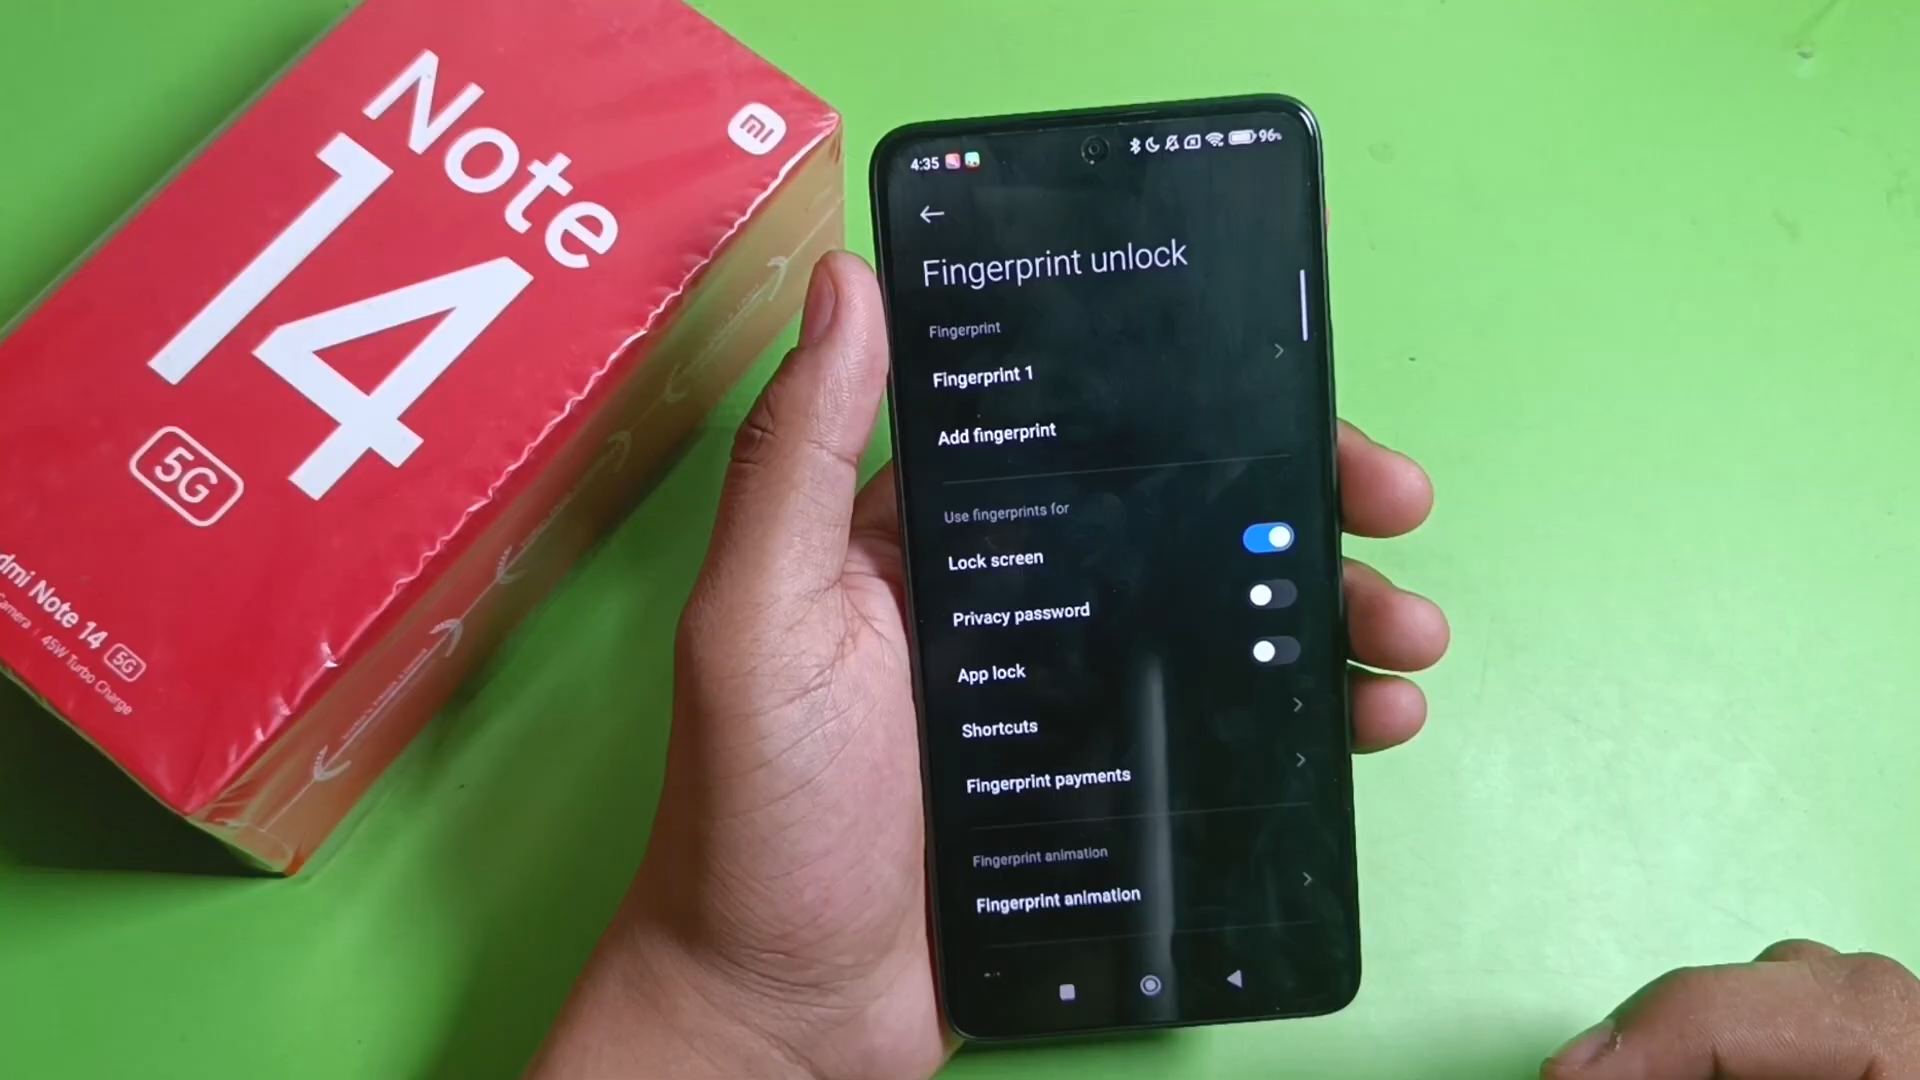 Note
14
5G
mi
dmi Note 14 5G
Camera | 45W Turbo Charge
4:35
96%
Fingerprint unlock
Fingerprint
Fingerprint 1
Add fingerprint
Use fingerprints for
Lock screen
Privacy password
App lock
Shortcuts
Fingerprint payments
Fingerprint animation
Fingerprint animation